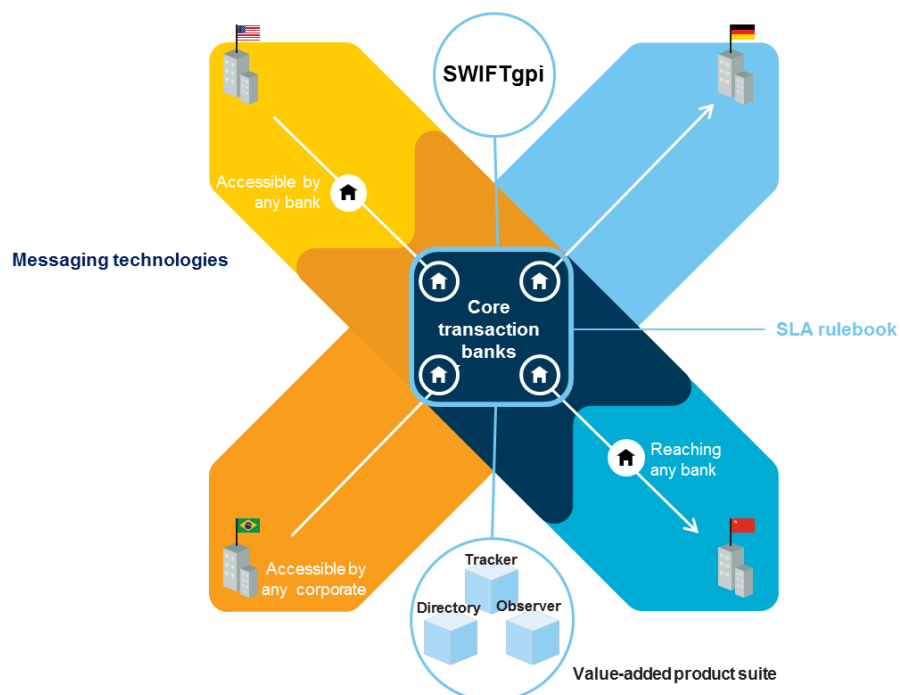 SWIFTgpi
Accessible by
any bank
Messaging technologies
Core
transaction
banks
SLA rulebook
Reaching
any bank
Accessible by
any corporate
Tracker
Directory
Observer
Value-added product suite